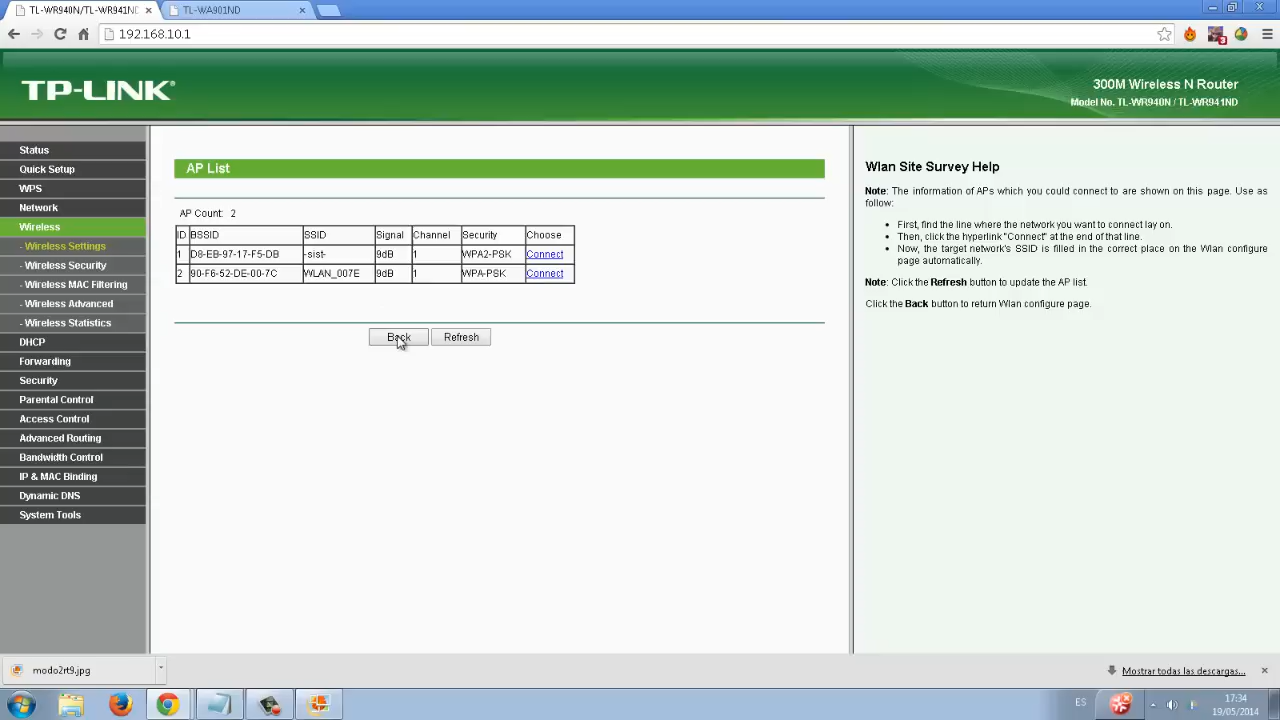 TL-WR940N/TL-WR941ND
TL-WA901ND
192.168.10.1
3
TP-LINK®
300M Wireless N Router
Model No. TL-WR940N / TL-WR941ND
Status
Quick Setup
WPS
Network
Wireless
- Wireless Settings
- Wireless Security
- Wireless MAC Filtering
- Wireless Advanced
- Wireless Statistics
DHCP
Forwarding
Security
Parental Control
Access Control
Advanced Routing
Bandwidth Control
IP & MAC Binding
Dynamic DNS
System Tools
AP List
AP Count: 2
ID BSSID SSID Signal Channel Security Choose
1 D8-EB-97-17-F5-DB -sist- 9dB 1 WPA2-PSK Connect
2 90-F6-52-DE-00-7C WLAN_007E 9dB 1 WPA-PSK Connect
Back Refresh
Wlan Site Survey Help
Note: The information of APs which you could connect to are shown on this page. Use as
follow:
• First, find the line where the network you want to connect lay on.
• Then, click the hyperlink "Connect" at the end of that line.
• Now, the target network's SSID is filled in the correct place on the Wlan configure
page automatically.
Note: Click the Refresh button to update the AP list.
Click the Back button to return Wlan configure page.
modo2rt9.jpg
Mostrar todas las descargas...
ES
17:34
19/05/2014